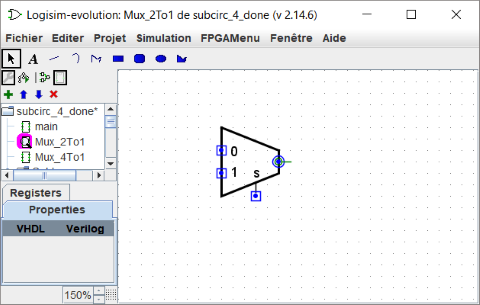 Logisim-evolution: Mux_2To1 de subcirc_4_done (v 2.14.6)
Fichier Editer Projet Simulation FPGAMenu Fenêtre Aide
A
subcirc_4_done*
main
Mux_2To1
Mux_4To1
Registers
Properties
VHDL Verilog
150%
0
1 s